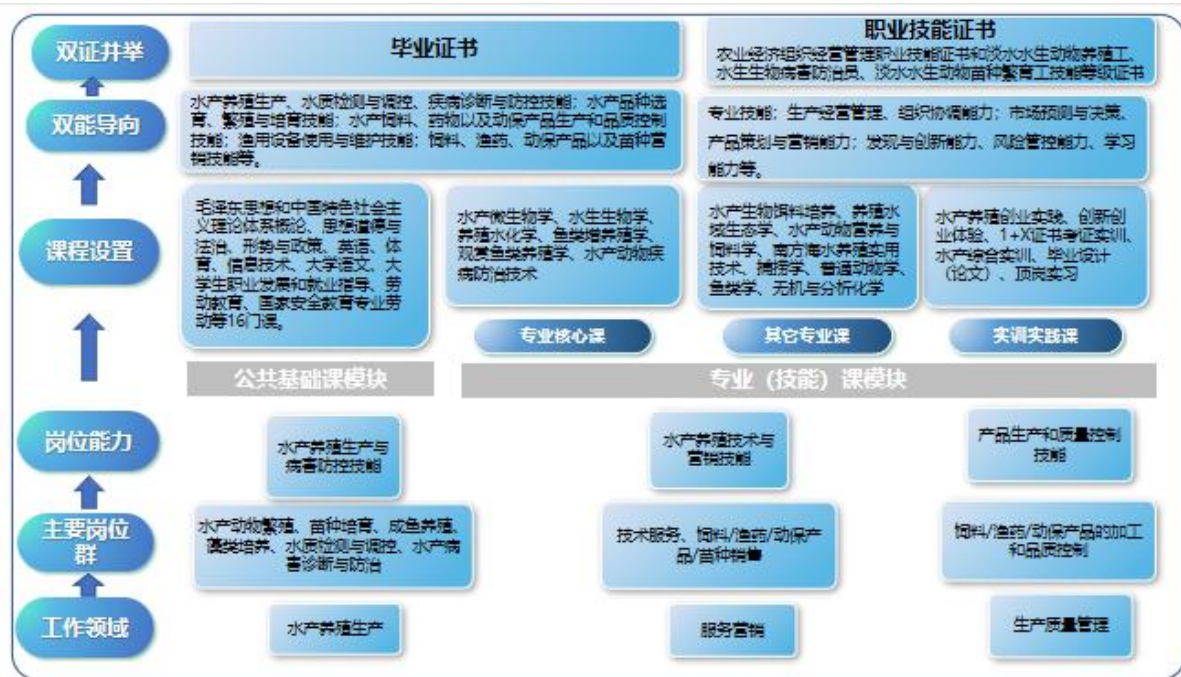 双证并举
毕业证书
职业技能证书
农业经济组织经营管理职业技能证书和淡水水生动物养殖工、
水生生物病害防治员、淡水水生动物苗种繁育工技能等级证书
双能导向
水产养殖生产、水质检测与调控、疾病诊断与防控技能；水产品种选
育、繁殖与培育技能；水产饲料、药物以及动保产品生产和品质控制
技能；渔用设备使用与维护技能；饲料、渔药、动保产品以及苗种营
销技能等。
专业技能；生产经营管理、组织协调能力；市场预测与决策、
产品策划与营销能力；发现与创新能力、风险管控能力、学习
能力等。
课程设置
毛泽东思想和中国特色社会主
义理论体系概论、思想道德与
法治、形势与政策、英语、体
育、信息技术、大学语文、大
学生职业发展和就业指导、劳
动教育、国家安全教育专业劳
动等16门课。
水产微生物学、水生生物学、
养殖水化学、鱼类增养殖学、
观赏鱼类养殖学、水产动物疾
病防治技术
水产生物饵料培养、养殖水
域生态学、水产动物营养与
饲料学、南方海水养殖实用
技术、捕捞学、普通动物学、
鱼类学、无机与分析化学
水产养殖创业实验、创新创
业体验、1+X证书考证实训、
水产综合实训、毕业设计
（论文）、顶岗实习
专业核心课
其它专业课
实训实践课
公共基础课模块
专业（技能）课模块
岗位能力
水产养殖生产与
病害防控技能
水产养殖技术与
营销技能
产品生产和质量控制
技能
主要岗位
群
水产动物繁殖、苗种培育、成鱼养殖、
藻类培养、水质检测与调控、水产病
害诊断与防治
技术服务、饲料/渔药/动保产
品/苗种销售
饲料/渔药/动保产品的加工
和品质控制
工作领域
水产养殖生产
服务营销
生产质量管理